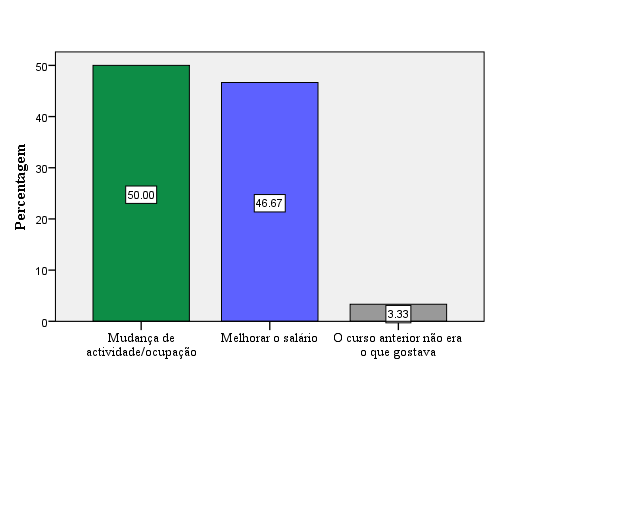 Percentagem
50
40
30
20
10
0
50.00
46.67
3.33
Mudança de
actividade/ocupação
Melhorar o salário
O curso anterior não era
o que gostava